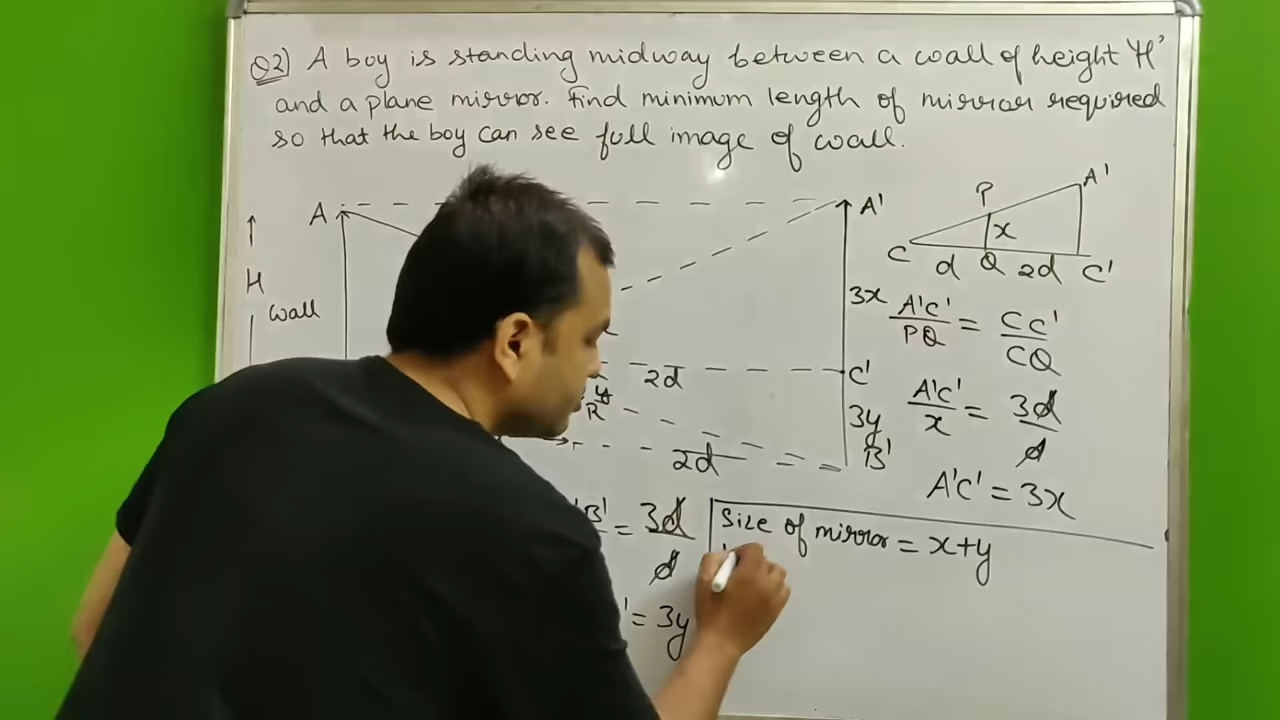 Q2) A boy is standing midway between a wall of height 'H'
and a plane mirror. Find minimum length of mirror required
so that the boy can see full image of wall.
A
A'
H
wall
2d
C'
3x
3y
B'
2d
y
R
P
A'
x
C
d
Q
2d
C'
A'C'/PQ = CC'/CQ
A'C'/x = 3d/d
A'C' = 3x
B' = 3d/d
' = 3y
Size of mirror = x+y